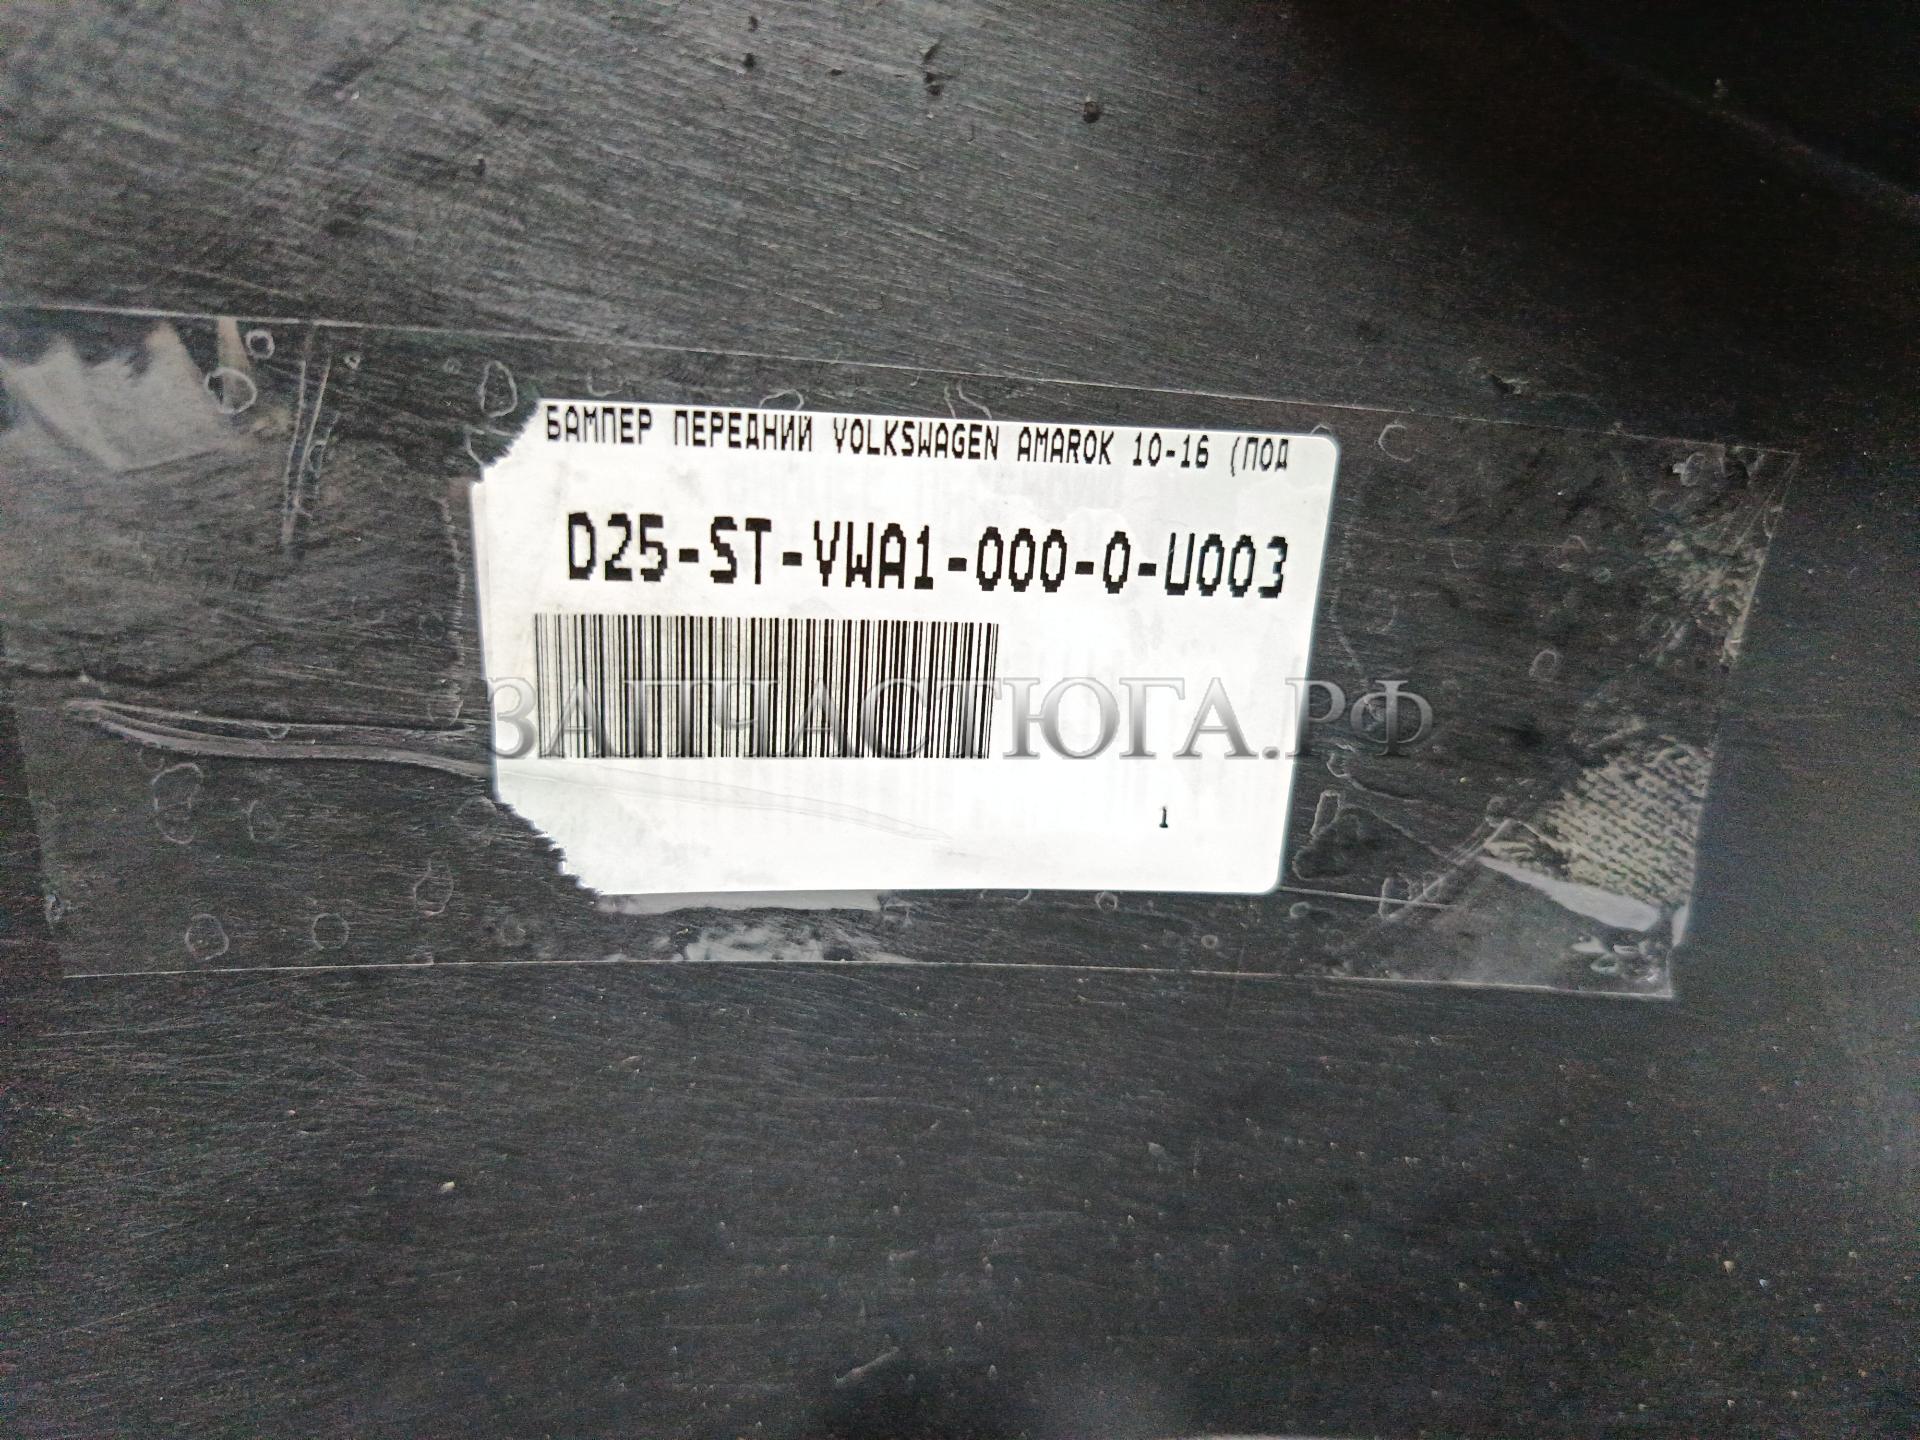 БАМПЕР ПЕРЕДНИЙ VOLKSWAGEN AMAROK 10-16 (ПОД
D25-ST-VWA1-000-0-U003
ЗАПЧАСТЮГА.РФ
1